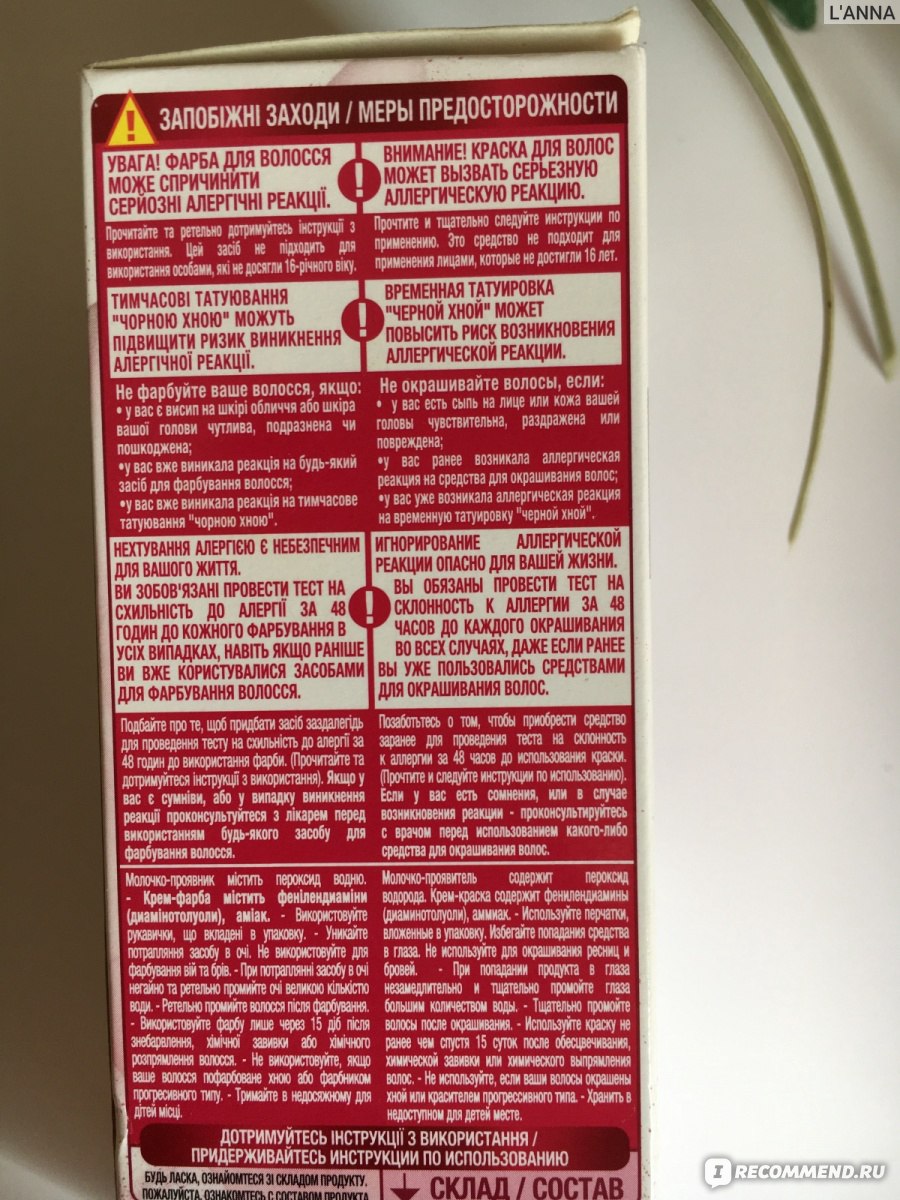 L'ANNA
ЗАПОБІЖНІ ЗАХОДИ / МЕРЫ ПРЕДОСТОРОЖНОСТИ
УВАГА! ФАРБА ДЛЯ ВОЛОССЯ
МОЖЕ СПРИЧИНИТИ
СЕРЙОЗНІ АЛЕРГІЧНІ РЕАКЦІЇ.
Прочитайте та ретельно дотримуйтесь інструкції з
використання. Цей засіб не підходить для
використання особами, які не досягли 16-річного віку.
ТИМЧАСОВІ ТАТУЮВАННЯ
"ЧОРНОЮ ХНОЮ" МОЖУТЬ
ПІДВИЩИТИ РИЗИК ВИНИКНЕННЯ
АЛЕРГІЧНОЇ РЕАКЦІЇ.
Не фарбуйте ваше волосся, якщо:
•у вас є висип на шкірі обличчя або шкіра
вашої голови чутлива, подразнена чи
пошкоджена;
•у вас вже виникала реакція на будь-який
засіб для фарбування волосся;
•у вас вже виникала реакція на тимчасове
татуювання "чорною хною".
НЕХТУВАННЯ АЛЕРГІЄЮ Є НЕБЕЗПЕЧНИМ
ДЛЯ ВАШОГО ЖИТТЯ.
ВИ ЗОБОВ'ЯЗАНІ ПРОВЕСТИ ТЕСТ НА
СХИЛЬНІСТЬ ДО АЛЕРГІЇ ЗА 48
ГОДИН ДО КОЖНОГО ФАРБУВАННЯ В
УСІХ ВИПАДКАХ, НАВІТЬ ЯКЩО РАНІШЕ
ВИ ВЖЕ КОРИСТУВАЛИСЯ ЗАСОБАМИ
ДЛЯ ФАРБУВАННЯ ВОЛОССЯ.
Подбайте про те, щоб придбати засіб заздалегідь
для проведення тесту на схильність до алергії за
48 годин до використання фарби. (Прочитайте та
дотримуйтеся інструкції з використання). Якщо у
вас є сумніви, або у випадку виникнення
реакції проконсультуйтеся з лікарем перед
використанням будь-якого засобу для
фарбування волосся.
Молочко-проявник містить пероксид водню.
- Крем-фарба містить фенілендиаміни
(диамінотолуоли), аміак. - Використовуйте
рукавички, що вкладені в упаковку. - Уникайте
потрапляння засобу в очі. Не використовуйте для
фарбування вій та брів. - При потраплянні засобу в очі
негайно та ретельно промийте очі великою кількістю
води. - Ретельно промийте волосся після фарбування.
- Використовуйте фарбу лише через 15 діб після
знебарвлення, хімічної завивки або хімічного
розпрямлення волосся. - Не використовуйте, якщо
ваше волосся пофарбоване хною або фарбником
прогресивного типу. - Тримайте в недосяжному для
дітей місці.
ВНИМАНИЕ! КРАСКА ДЛЯ ВОЛОС
МОЖЕТ ВЫЗВАТЬ СЕРЬЕЗНУЮ
АЛЛЕРГИЧЕСКУЮ РЕАКЦИЮ.
Прочтите и тщательно следуйте инструкции по
применению. Это средство не подходит для
применения лицами, которые не достигли 16 лет.
ВРЕМЕННАЯ ТАТУИРОВКА
"ЧЕРНОЙ ХНОЙ" МОЖЕТ
ПОВЫСИТЬ РИСК ВОЗНИКНОВЕНИЯ
АЛЛЕРГИЧЕСКОЙ РЕАКЦИИ.
Не окрашивайте волосы, если:
• у вас есть сыпь на лице или кожа вашей
головы чувствительна, раздражена или
повреждена;
•у вас ранее возникала аллергическая
реакция на средства для окрашивания волос;
•у вас уже возникала аллергическая реакция
на временную татуировку "черной хной".
ИГНОРИРОВАНИЕ АЛЛЕРГИЧЕСКОЙ
РЕАКЦИИ ОПАСНО ДЛЯ ВАШЕЙ ЖИЗНИ.
ВЫ ОБЯЗАНЫ ПРОВЕСТИ ТЕСТ НА
СКЛОННОСТЬ К АЛЛЕРГИИ ЗА 48
ЧАСОВ ДО КАЖДОГО ОКРАШИВАНИЯ
ВО ВСЕХ СЛУЧАЯХ, ДАЖЕ ЕСЛИ РАНЕЕ
ВЫ УЖЕ ПОЛЬЗОВАЛИСЬ СРЕДСТВАМИ
ДЛЯ ОКРАШИВАНИЯ ВОЛОС.
Позаботьтесь о том, чтобы приобрести средство
заранее для проведения теста на склонность
к аллергии за 48 часов до использования краски.
(Прочтите и следуйте инструкции по использованию).
Если у вас есть сомнения, или в случае
возникновения реакции - проконсультируйтесь
с врачом перед использованием какого-либо
средства для окрашивания волос.
Молочко-проявитель содержит пероксид
водорода. Крем-краска содержит фенилендиамины
(диаминотолуолы), аммиак. - Используйте перчатки,
вложенные в упаковку. Избегайте попадания средства
в глаза. Не используйте для окрашивания ресниц и
бровей. - При попадании продукта в глаза
незамедлительно и тщательно промойте глаза
большим количеством воды. - Тщательно промойте
волосы после окрашивания. - Используйте краску не
ранее чем спустя 15 суток после обесцвечивания,
химической завивки или химического выпрямления
волос. - Не используйте, если ваши волосы окрашены
хной или красителем прогрессивного типа. - Хранить в
недоступном для детей месте.
ДОТРИМУЙТЕСЬ ІНСТРУКЦІЇ З ВИКОРИСТАННЯ /
ПРИДЕРЖИВАЙТЕСЬ ИНСТРУКЦИИ ПО ИСПОЛЬЗОВАНИЮ
БУДЬ ЛАСКА, ОЗНАЙОМТЕСЯ ЗІ СКЛАДОМ ПРОДУКТУ.
ПОЖАЛУЙСТА, ОЗНАКОМЬТЕСЬ С СОСТАВОМ ПРОДУКТА
СКЛАД / СОСТАВ
IRECOMMEND.RU